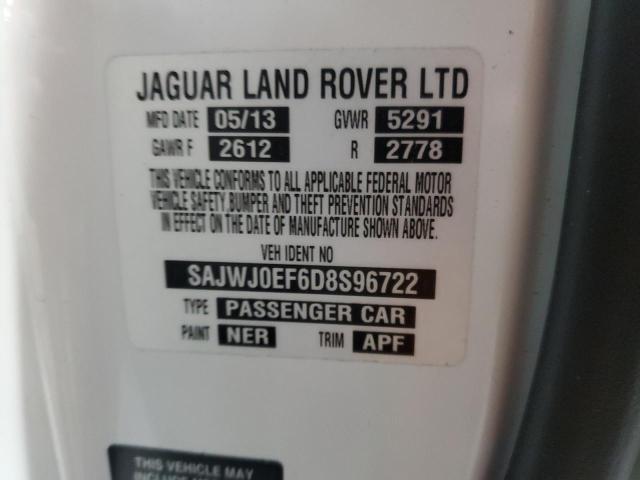 JAGUAR LAND ROVER LTD
MFD DATE 05/13 GVWR 5291
GAWR F 2612 R 2778
THIS VEHICLE CONFORMS TO ALL APPLICABLE FEDERAL MOTOR
VEHICLE SAFETY,BUMPER AND THEFT PREVENTION STANDARDS
IN EFFECT ON THE DATE OF MANUFACTURE SHOWN ABOVE.
VEH IDENT NO
SAJWJ0EF6D8S96722
TYPE PASSENGER CAR
PAINT NER TRIM APF
THIS VEHICLE MAY